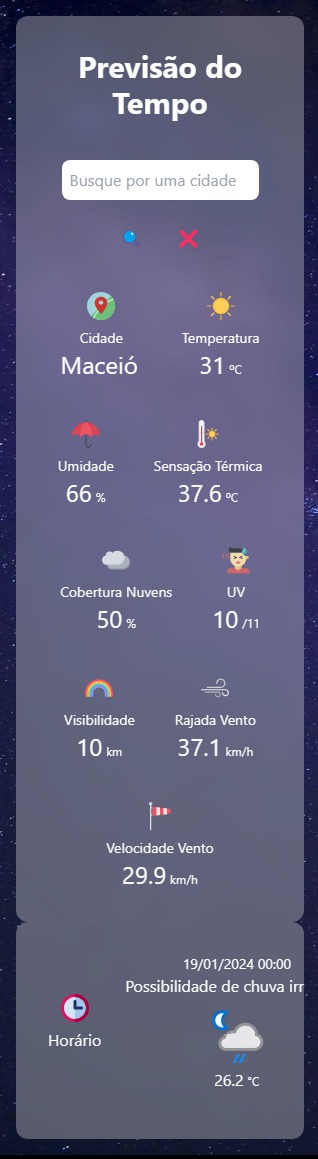 Previsão do
Tempo
Busque por uma cidade
Cidade
Maceió
Temperatura
31 ºC
Umidade
66 %
Sensação Térmica
37.6 ºC
Cobertura Nuvens
50 %
UV
10 /11
Visibilidade
10 km
Rajada Vento
37.1 km/h
Velocidade Vento
29.9 km/h
Horário
19/01/2024 00:00
Possibilidade de chuva irr
26.2 ºC